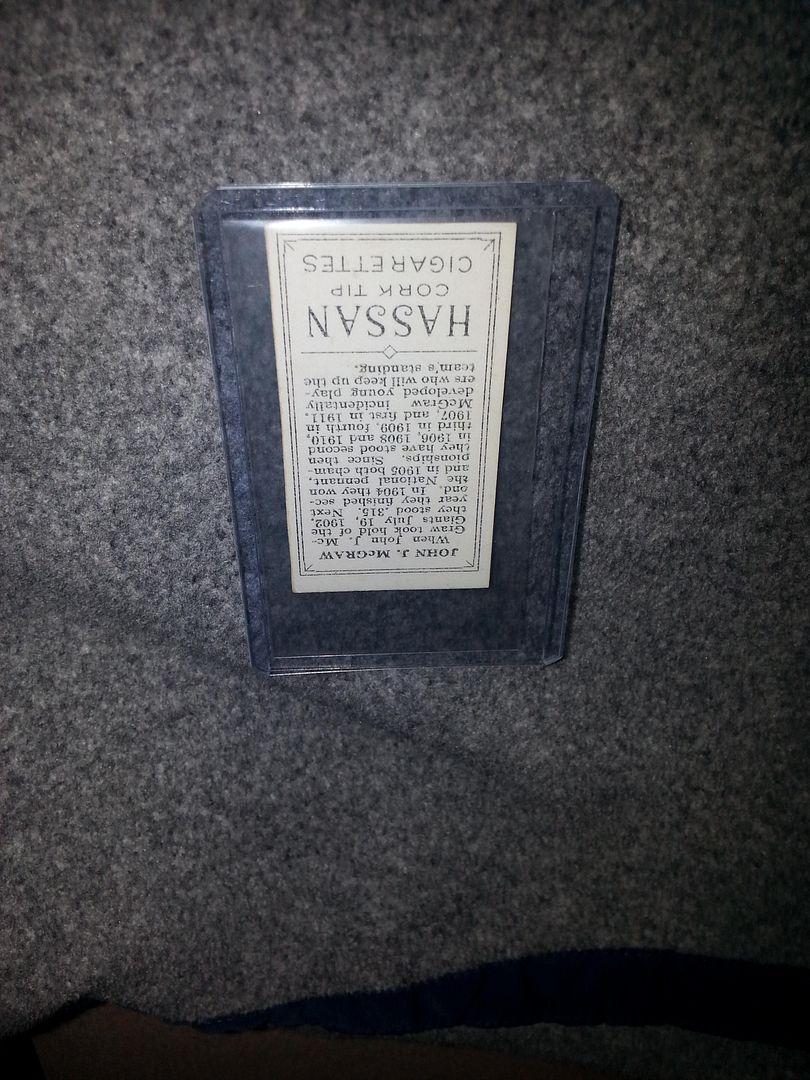 JOHN J. McGRAW
When John J. Mc-
Graw took hold of the
Giants July 19, 1902,
they stood .315. Next
year they finished sec-
ond. In 1904 they won
the National pennant,
and in 1905 both cham-
pionships. Since then
they have stood second
in 1906, 1908 and 1910,
third in 1909, fourth in
1907, and first in 1911.
McGraw incidentally
developed young play-
ers who will keep up the
team's standing.
HASSAN
CORK TIP
CIGARETTES